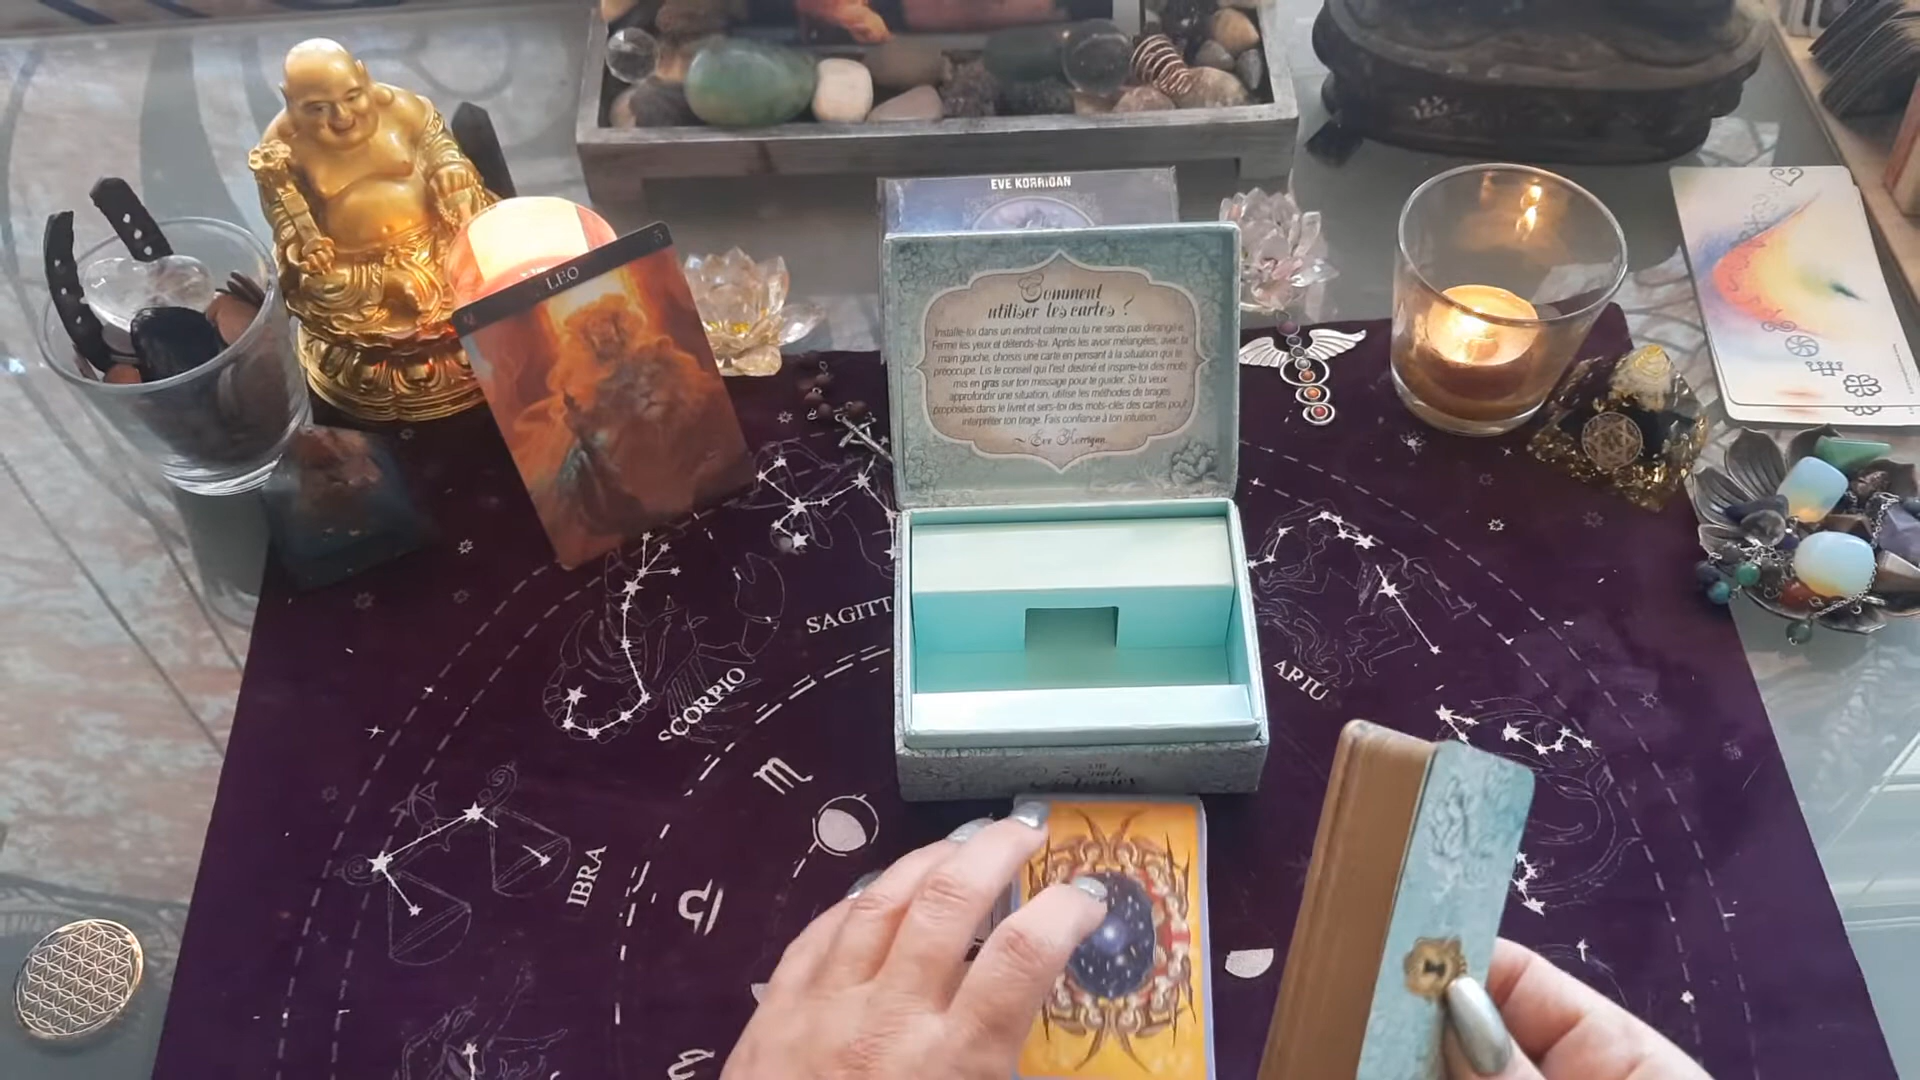 EVE KORRIGAN
5
LEO
Comment
utiliser les cartes ?
Installe-toi dans un endroit calme ou tu ne seras pas dérangé·e.
Ferme les yeux et détends-toi. Après les avoir mélangées, avec ta
main gauche, choisis une carte en pensant à la situation qui te
préoccupe. Lis le conseil qui t'est destiné et inspire-toi des mots
mis en gras sur ton message pour te guider. Si tu veux
approfondir une situation, utilise les méthodes de tirages
proposées dans le livret et sers-toi des mots-clés des cartes pour
interpréter ton tirage. Fais confiance à ton intuition.
~Eve Korrigan
SAGITT
SCORPIO
ARIU
IBRA